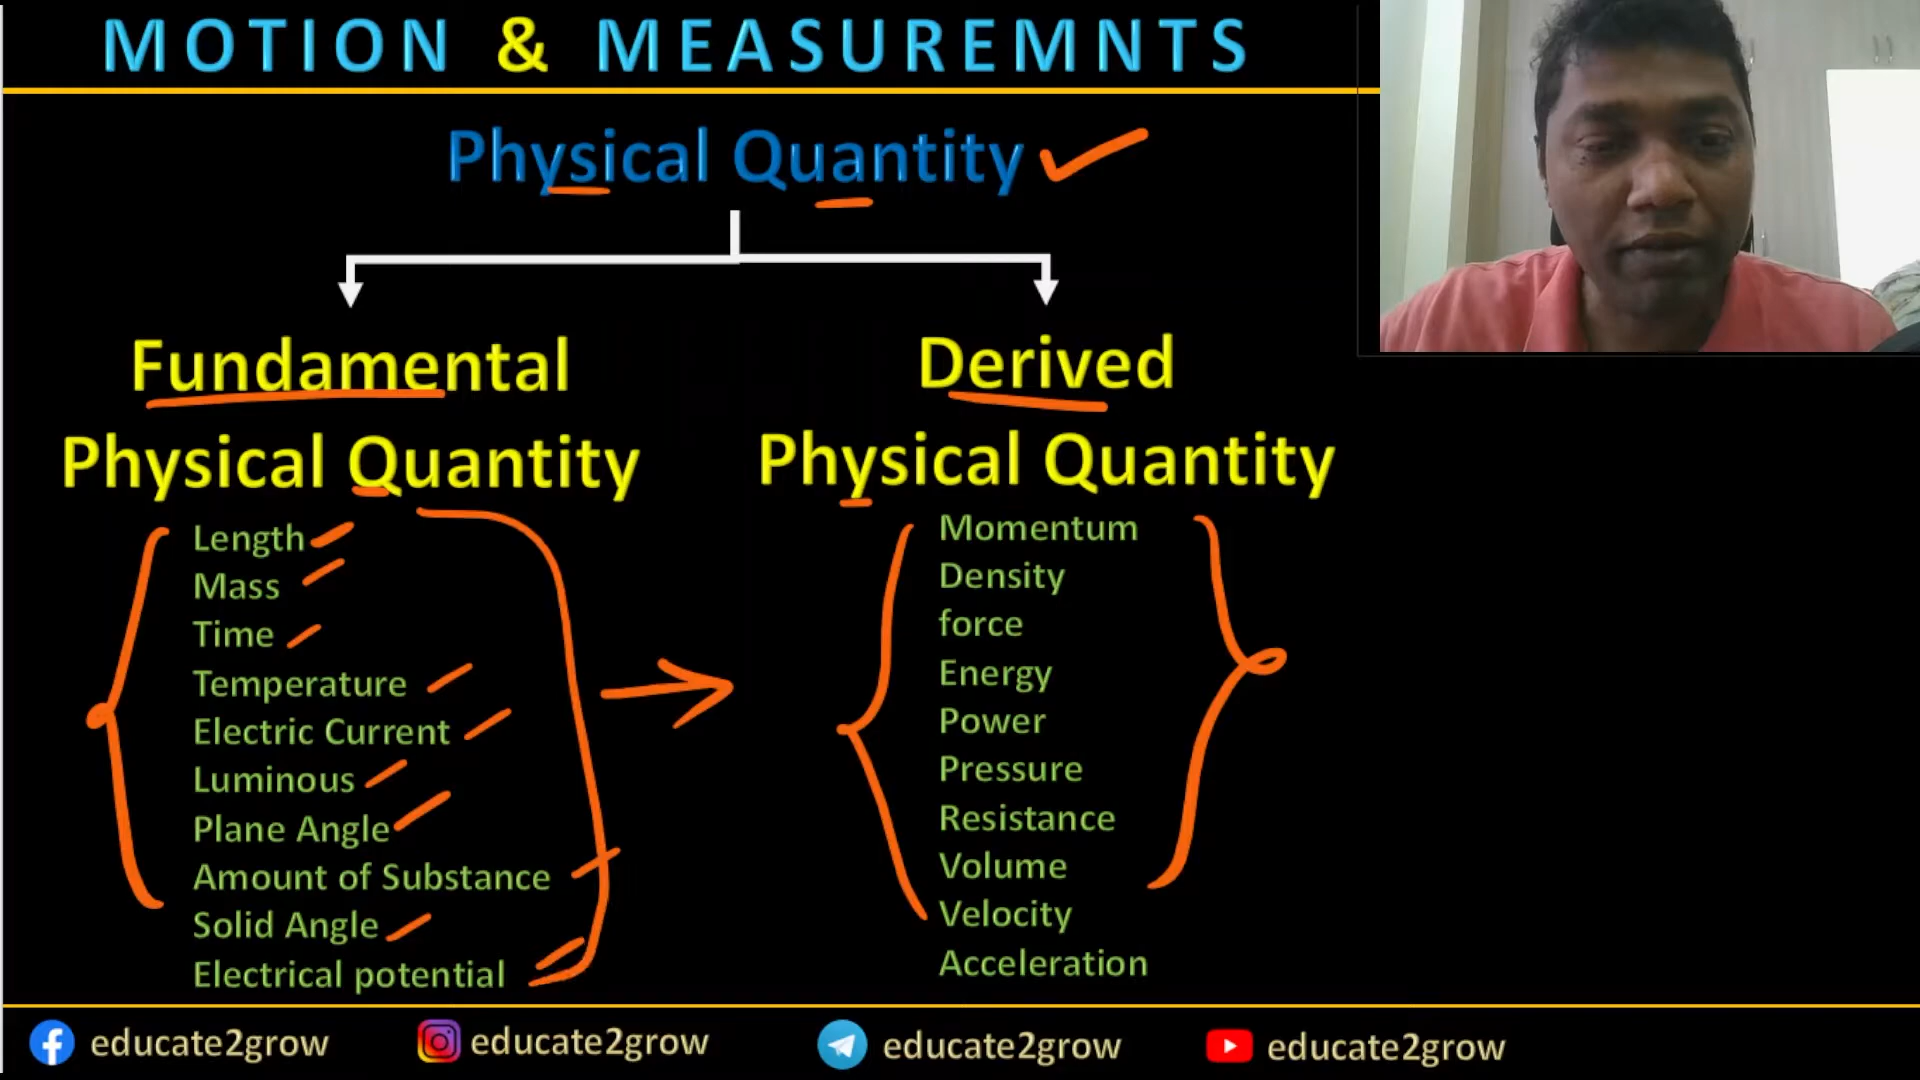 MOTION & MEASUREMNTS
Physical Quantity
Fundamental
Physical Quantity
Length
Mass
Time
Temperature
Electric Current
Luminous
Plane Angle
Amount of Substance
Solid Angle
Electrical potential
Derived
Physical Quantity
Momentum
Density
force
Energy
Power
Pressure
Resistance
Volume
Velocity
Acceleration
educate2grow
educate2grow
educate2grow
educate2grow